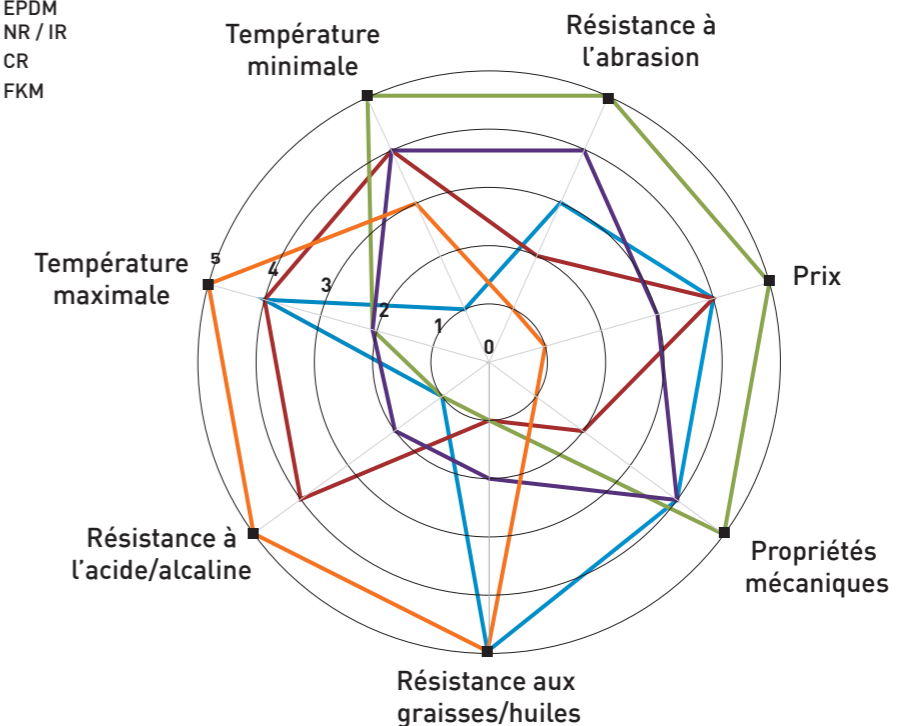 EPDM
NR / IR
CR
FKM
Température
minimale
Résistance à
l’abrasion
Température
maximale
Prix
5
4
3
2
1
0
Résistance à
l’acide/alcaline
Propriétés
mécaniques
Résistance aux
graisses/huiles